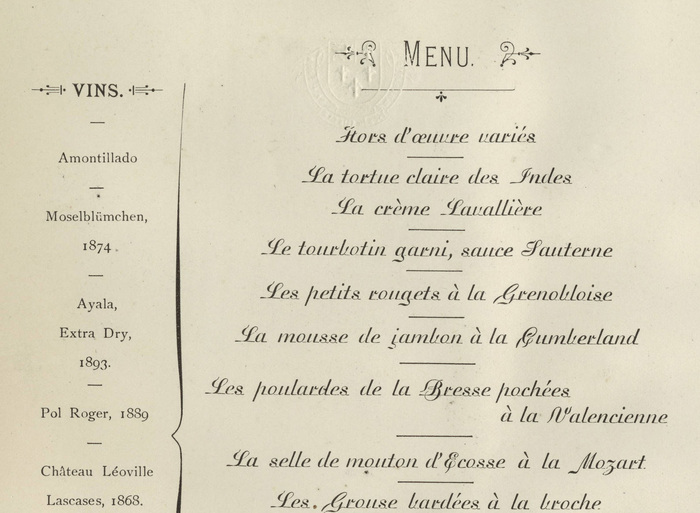 MENU.
VINS.
Amontillado
Moselblümchen,
1874.
Ayala,
Extra Dry,
1893.
Pol Roger, 1889
Château Léoville
Lascases, 1868.
Hors d'œuvre variés
La tortue claire des Indes
La crème Lavallière
Le tourbotin garni, sauce Sauterne
Les petits rougets à la Grenobloise
La mousse de jambon à la Cumberland
Les poulardes de la Bresse pochées
à la Valencienne
La selle de mouton d'Ecosse à la Mozart
Les. Grouse bardées à la broche